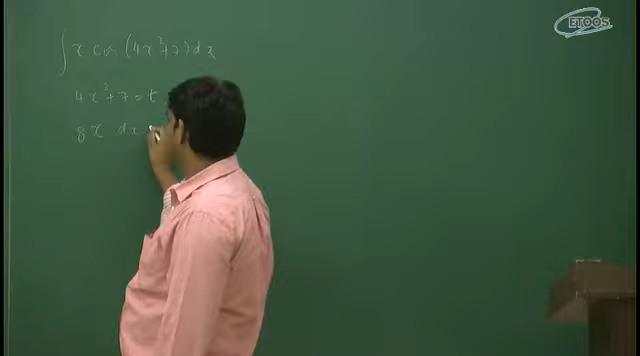 ETOOS
∫ x cos (4x²+7) dx
4x²+7 = t
8x dx